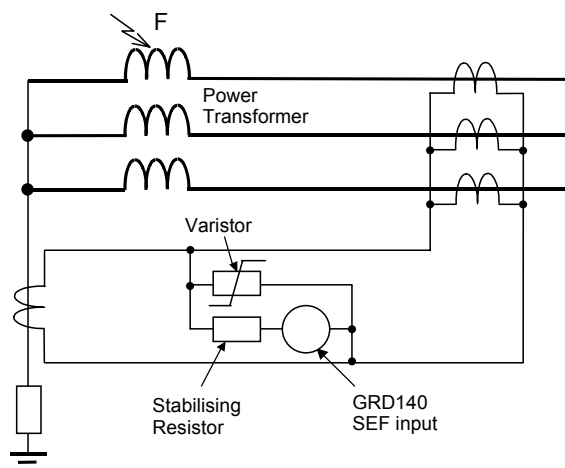 F
Power
Transformer
Varistor
Stabilising
Resistor
GRD140
SEF input